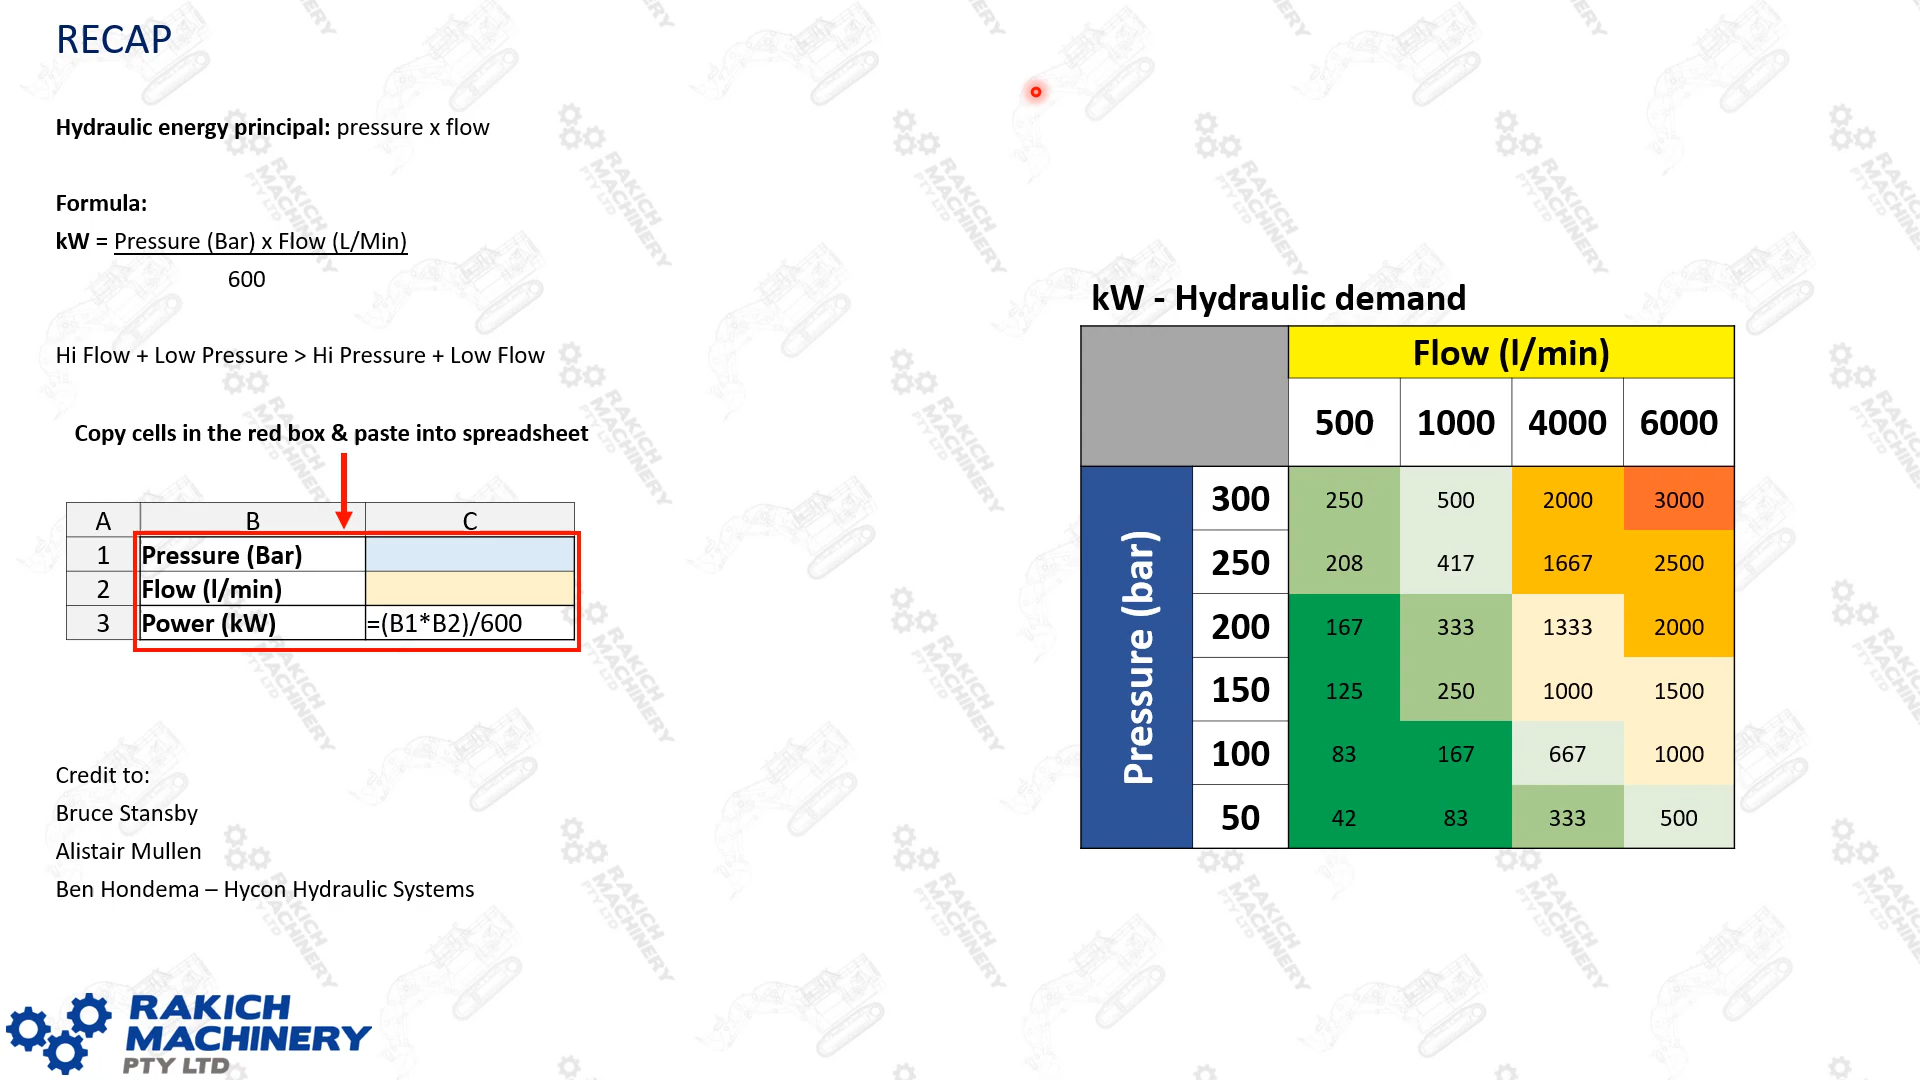 RECAP
Hydraulic energy principal: pressure x flow
Formula:
kW = Pressure (Bar) x Flow (L/Min)
600
Hi Flow + Low Pressure > Hi Pressure + Low Flow
Copy cells in the red box & paste into spreadsheet
A B C
1 Pressure (Bar)
2 Flow (l/min)
3 Power (kW) =(B1*B2)/600
Credit to:
Bruce Stansby
Alistair Mullen
Ben Hondema – Hycon Hydraulic Systems
RAKICH
MACHINERY
PTY LTD
kW - Hydraulic demand
Flow (l/min)
500 1000 4000 6000
Pressure (bar)
300 250 500 2000 3000
250 208 417 1667 2500
200 167 333 1333 2000
150 125 250 1000 1500
100 83 167 667 1000
50 42 83 333 500